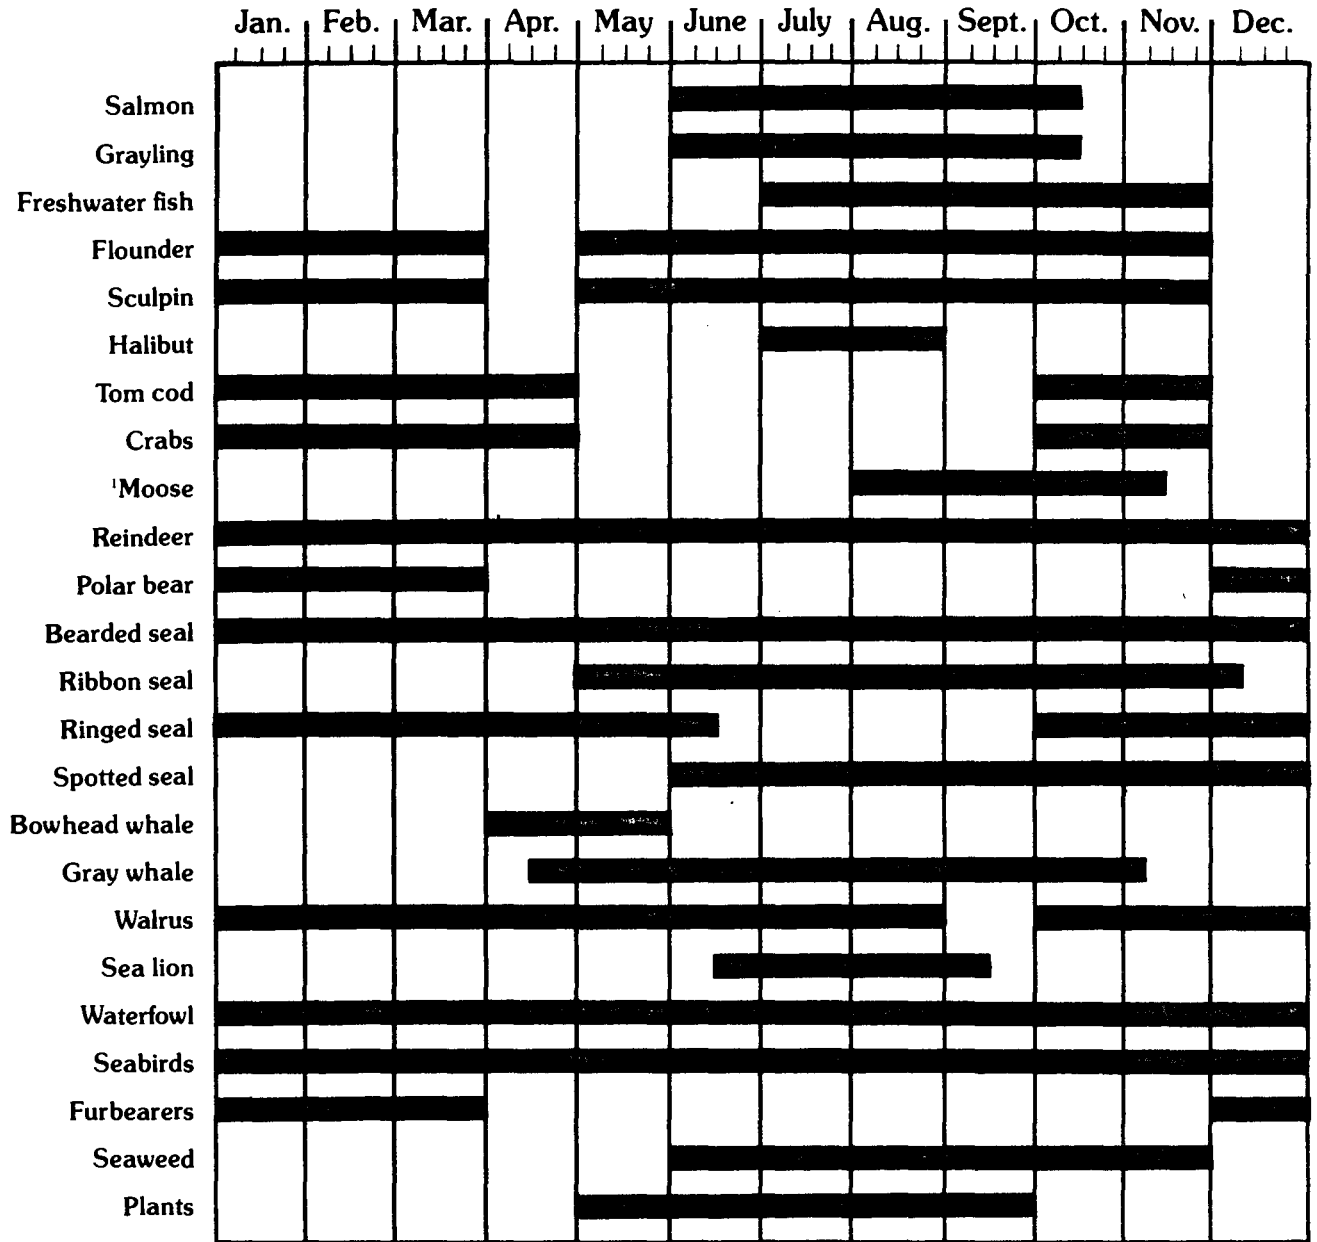 Jan. Feb. Mar. Apr. May June July Aug. Sept. Oct. Nov. Dec.
Salmon
Grayling
Freshwater fish
Flounder
Sculpin
Halibut
Tom cod
Crabs
¹Moose
Reindeer
Polar bear
Bearded seal
Ribbon seal
Ringed seal
Spotted seal
Bowhead whale
Gray whale
Walrus
Sea lion
Waterfowl
Seabirds
Furbearers
Seaweed
Plants